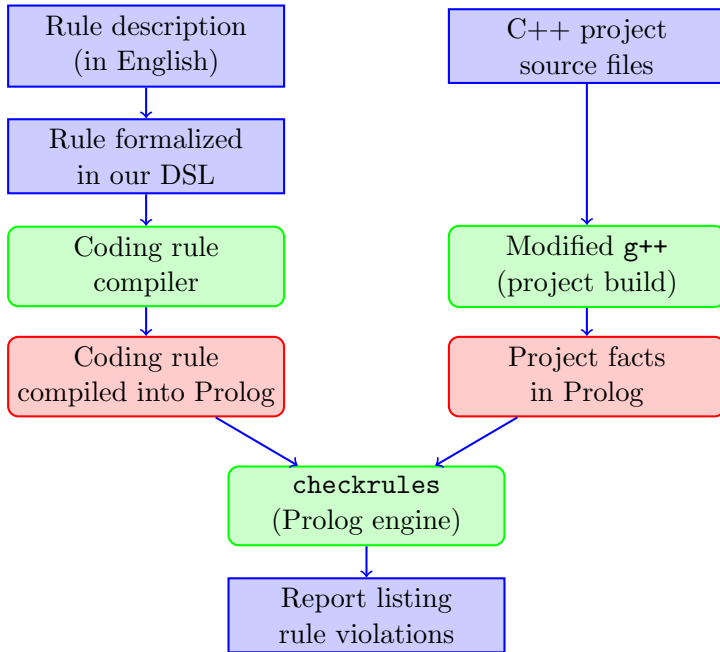 Rule description
(in English)
C++ project
source files
Rule formalized
in our DSL
Coding rule
compiler
Modified g++
(project build)
Coding rule
compiled into Prolog
Project facts
in Prolog
checkrules
(Prolog engine)
Report listing
rule violations